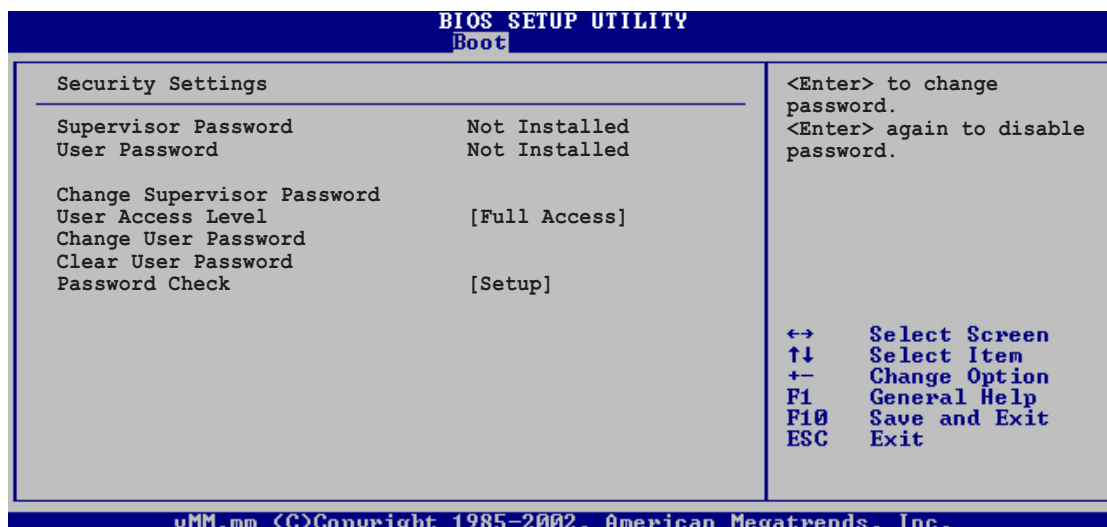 BIOS SETUP UTILITY
Boot
Security Settings
Supervisor Password Not Installed
User Password Not Installed
Change Supervisor Password
User Access Level [Full Access]
Change User Password
Clear User Password
Password Check [Setup]
<Enter> to change
password.
<Enter> again to disable
password.
←→ Select Screen
↑↓ Select Item
+- Change Option
F1 General Help
F10 Save and Exit
ESC Exit
vMM.mm (C)Copyright 1985-2002, American Megatrends, Inc.